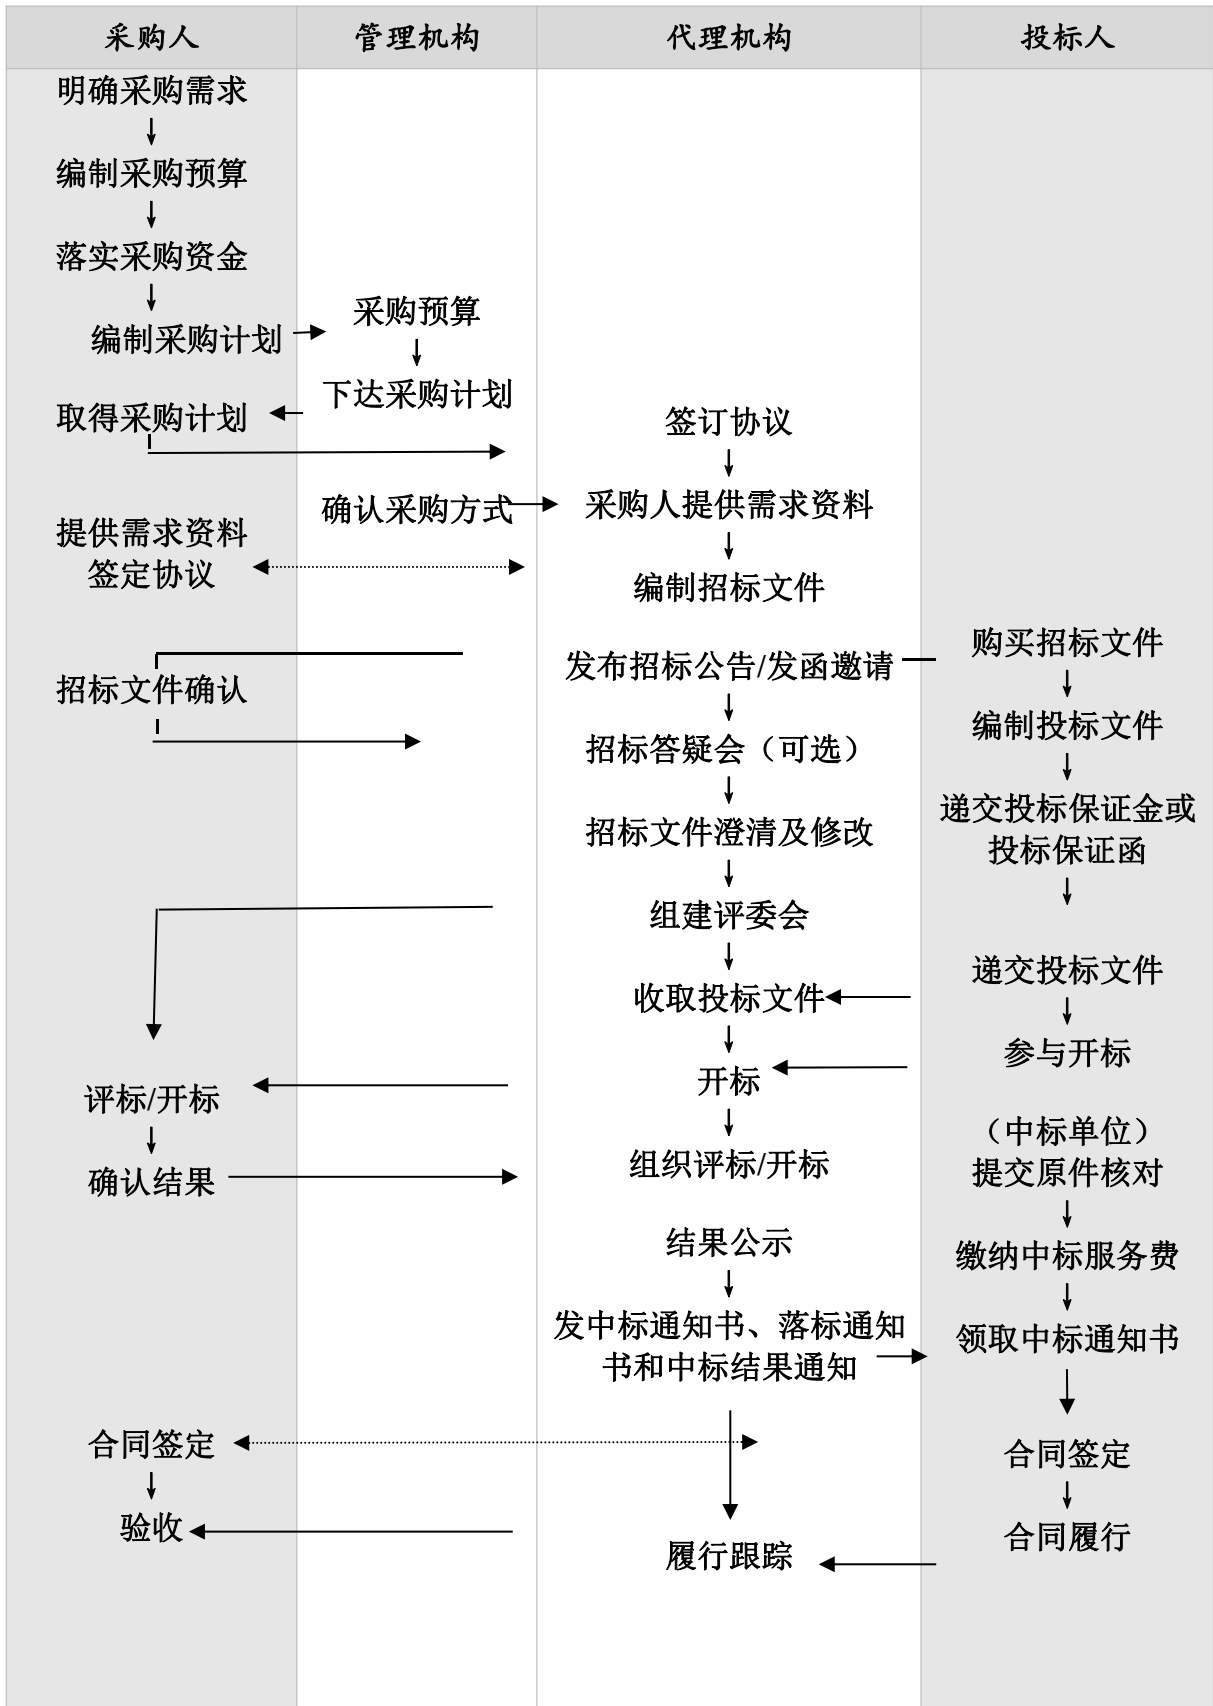 采购人
管理机构
代理机构
投标人
明确采购需求
编制采购预算
落实采购资金
编制采购计划
取得采购计划
提供需求资料
签定协议
招标文件确认
评标/开标
确认结果
合同签定
验收
采购预算
下达采购计划
确认采购方式
签订协议
采购人提供需求资料
编制招标文件
发布招标公告/发函邀请
招标答疑会（可选）
招标文件澄清及修改
组建评委会
收取投标文件
开标
组织评标/开标
结果公示
发中标通知书、落标通知
书和中标结果通知
履行跟踪
购买招标文件
编制投标文件
递交投标保证金或
投标保证函
递交投标文件
参与开标
（中标单位）
提交原件核对
缴纳中标服务费
领取中标通知书
合同签定
合同履行